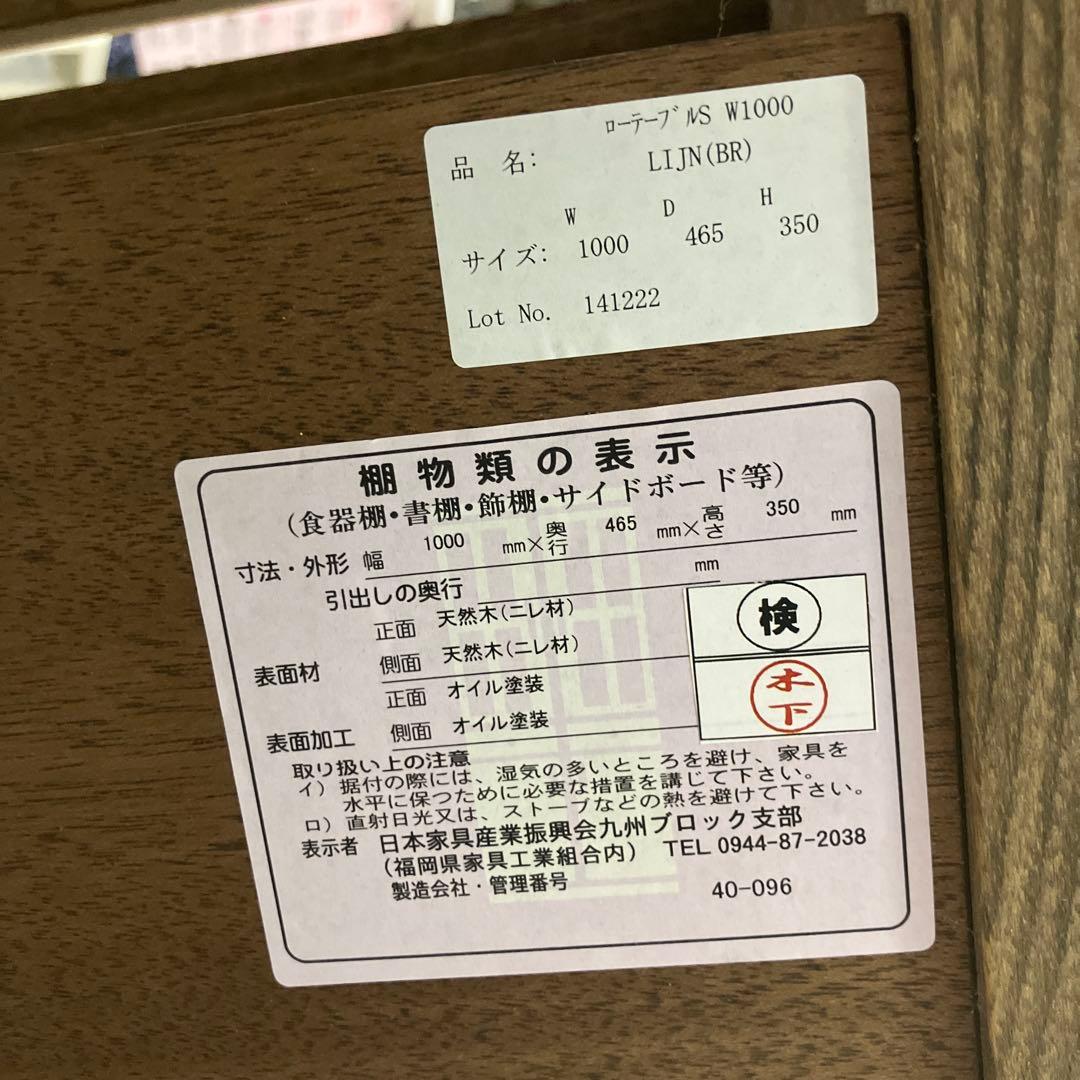 ﾛｰﾃｰﾌﾞﾙS W1000
品 名: LIJN(BR)
W D H
サイズ: 1000 465 350
Lot No. 141222
棚物類の表示
(食器棚・書棚・飾棚・サイドボード等)
寸法・外形 幅 1000 mm×奥行 465 mm×高さ 350 mm
引出しの奥行 mm
表面材 正面 天然木(ニレ材)
側面 天然木(ニレ材)
表面加工 正面 オイル塗装
側面 オイル塗装
検
木下
取り扱い上の注意
イ) 据付の際には、湿気の多いところを避け、家具を
水平に保つために必要な措置を講じて下さい。
ロ) 直射日光又は、ストーブなどの熱を避けて下さい。
表示者 日本家具産業振興会九州ブロック支部
(福岡県家具工業組合内) TEL 0944-87-2038
製造会社・管理番号 40-096